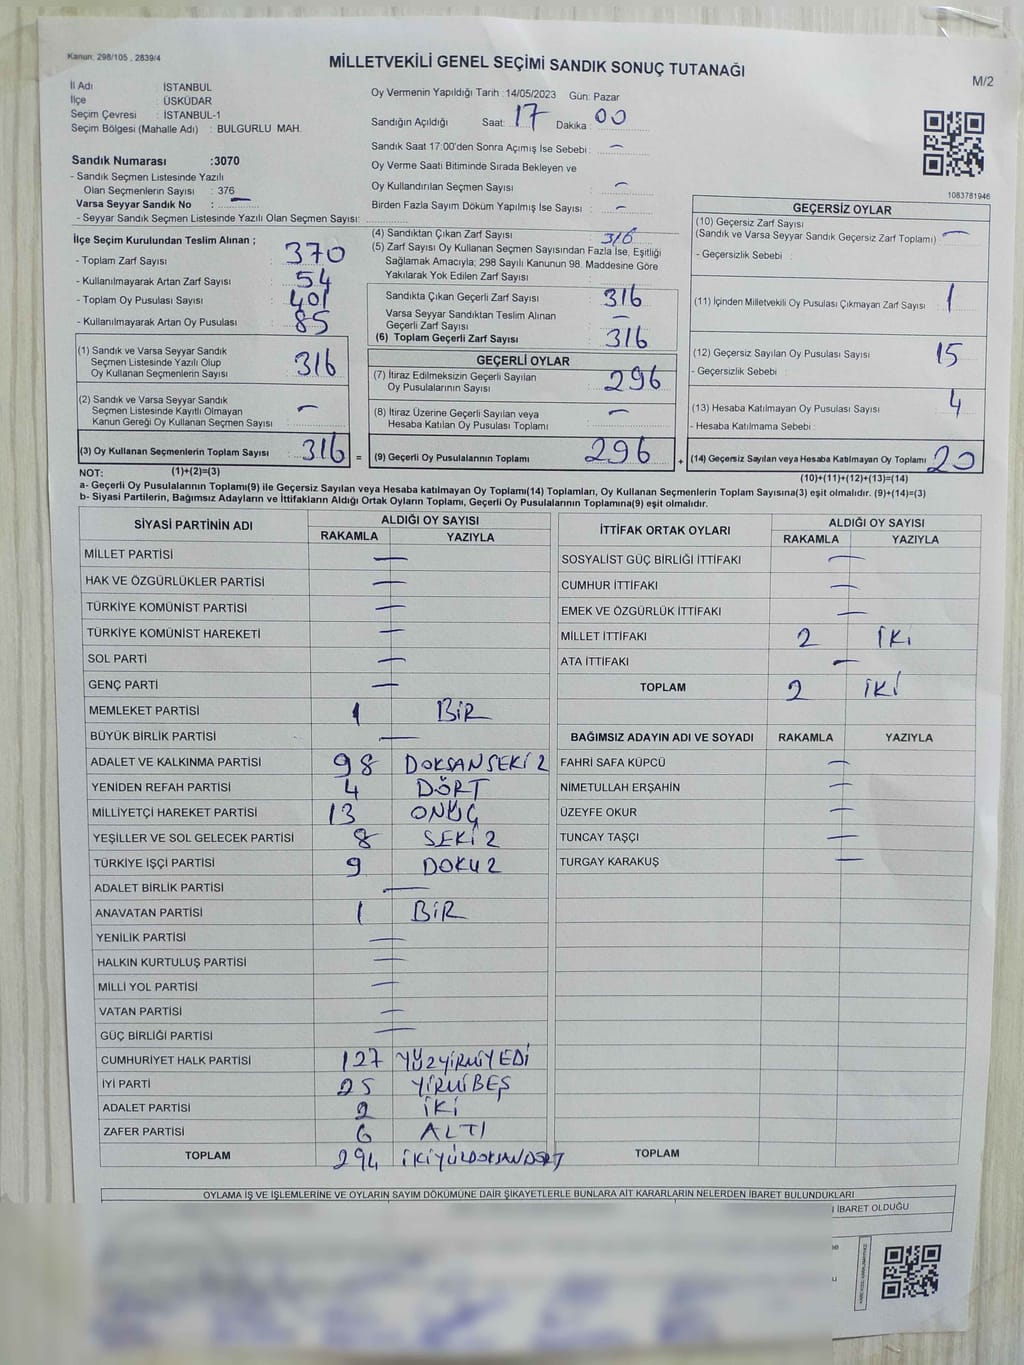 Kanun: 298/105 , 2839/4
MİLLETVEKİLİ GENEL SEÇİMİ SANDIK SONUÇ TUTANAĞI
M/2
İl Adı : İSTANBUL
İlçe : ÜSKÜDAR
Seçim Çevresi : İSTANBUL-1
Seçim Bölgesi (Mahalle Adı) : BULGURLU MAH.
Sandık Numarası :3070
- Sandık Seçmen Listesinde Yazılı
Olan Seçmenlerin Sayısı : 376
Varsa Seyyar Sandık No : —
- Seyyar Sandık Seçmen Listesinde Yazılı Olan Seçmen Sayısı:
Oy Vermenin Yapıldığı Tarih : 14/05/2023 Gün: Pazar
Sandığın Açıldığı Saat: 17 Dakika: 00
Sandık Saat 17:00'den Sonra Açımış İse Sebebi : —
Oy Verme Saati Bitiminde Sırada Bekleyen ve
Oy Kullandırılan Seçmen Sayısı : —
Birden Fazla Sayım Döküm Yapılmış İse Sayısı : —
1083781946
İlçe Seçim Kurulundan Teslim Alınan ;
- Toplam Zarf Sayısı : 370
- Kullanılmayarak Artan Zarf Sayısı : 54
- Toplam Oy Pusulası Sayısı : 401
- Kullanılmayarak Artan Oy Pusulası : 85
(1) Sandık ve Varsa Seyyar Sandık
Seçmen Listesinde Yazılı Olup
Oy Kullanan Seçmenlerin Sayısı : 316
(2) Sandık ve Varsa Seyyar Sandık
Seçmen Listesinde Kayıtlı Olmayan
Kanun Gereği Oy Kullanan Seçmen Sayısı : —
(3) Oy Kullanan Seçmenlerin Toplam Sayısı : 316 =
(1)+(2)=(3)
(4) Sandıktan Çıkan Zarf Sayısı : 316
(5) Zarf Sayısı Oy Kullanan Seçmen Sayısından Fazla İse, Eşitliği
Sağlamak Amacıyla; 298 Sayılı Kanunun 98. Maddesine Göre
Yakılarak Yok Edilen Zarf Sayısı :
Sandıkta Çıkan Geçerli Zarf Sayısı : 316
Varsa Seyyar Sandıktan Teslim Alınan
Geçerli Zarf Sayısı : —
(6) Toplam Geçerli Zarf Sayısı : 316
GEÇERLİ OYLAR
(7) İtiraz Edilmeksizin Geçerli Sayılan
Oy Pusulalarının Sayısı : 296
(8) İtiraz Üzerine Geçerli Sayılan veya
Hesaba Katılan Oy Pusulaları Toplamı : —
(9) Geçerli Oy Pusulalarının Toplamı : 296 +
GEÇERSİZ OYLAR
(10) Geçersiz Zarf Sayısı
(Sandık ve Varsa Seyyar Sandık Geçersiz Zarf Toplamı) : —
- Geçersizlik Sebebi :
(11) İçinden Milletvekili Oy Pusulası Çıkmayan Zarf Sayısı : 1
(12) Geçersiz Sayılan Oy Pusulası Sayısı : 15
- Geçersizlik Sebebi :
(13) Hesaba Katılmayan Oy Pusulası Sayısı : 4
- Hesaba Katılmama Sebebi :
(14) Geçersiz Sayılan veya Hesaba Katılmayan Oy Toplamı : 20
(10)+(11)+(12)+(13)=(14)
NOT:
a- Geçerli Oy Pusulalarının Toplamı(9) ile Geçersiz Sayılan veya Hesaba katılmayan Oy Toplamı(14) Toplamları, Oy Kullanan Seçmenlerin Toplam Sayısına(3) eşit olmalıdır. (9)+(14)=(3)
b- Siyasi Partilerin, Bağımsız Adayların ve İttifakların Aldığı Ortak Oyların Toplamı, Geçerli Oy Pusulalarının Toplamına(9) eşit olmalıdır.
SİYASİ PARTİNİN ADI ALDIĞI OY SAYISI
RAKAMLA YAZIYLA
MİLLET PARTİSİ —
HAK VE ÖZGÜRLÜKLER PARTİSİ —
TÜRKİYE KOMÜNİST PARTİSİ —
TÜRKİYE KOMÜNİST HAREKETİ —
SOL PARTİ —
GENÇ PARTİ —
MEMLEKET PARTİSİ 1 BİR
BÜYÜK BİRLİK PARTİSİ —
ADALET VE KALKINMA PARTİSİ 98 DOKSANSEKİZ
YENİDEN REFAH PARTİSİ 4 DÖRT
MİLLİYETÇİ HAREKET PARTİSİ 13 ONÜÇ
YEŞİLLER VE SOL GELECEK PARTİSİ 8 SEKİZ
TÜRKİYE İŞÇİ PARTİSİ 9 DOKUZ
ADALET BİRLİK PARTİSİ —
ANAVATAN PARTİSİ 1 BİR
YENİLİK PARTİSİ —
HALKIN KURTULUŞ PARTİSİ —
MİLLİ YOL PARTİSİ —
VATAN PARTİSİ —
GÜÇ BİRLİĞİ PARTİSİ —
CUMHURİYET HALK PARTİSİ 127 YÜZYİRMİYEDİ
İYİ PARTİ 25 YİRMİBEŞ
ADALET PARTİSİ 2 İKİ
ZAFER PARTİSİ 6 ALTI
TOPLAM 294 İKİYÜZDOKSANDÖRT
İTTİFAK ORTAK OYLARI ALDIĞI OY SAYISI
RAKAMLA YAZIYLA
SOSYALİST GÜÇ BİRLİĞİ İTTİFAKI —
CUMHUR İTTİFAKI —
EMEK VE ÖZGÜRLÜK İTTİFAKI —
MİLLET İTTİFAKI 2 İKİ
ATA İTTİFAKI —
TOPLAM 2 İKİ
BAĞIMSIZ ADAYIN ADI VE SOYADI RAKAMLA YAZIYLA
FAHRİ SAFA KÜPCÜ —
NİMETULLAH ERŞAHİN —
ÜZEYFE OKUR —
TUNCAY TAŞÇI —
TURGAY KARAKUŞ —
TOPLAM
OYLAMA İŞ VE İŞLEMLERİNE VE OYLARIN SAYIM DÖKÜMÜNE DAİR ŞİKAYETLERLE BUNLARA AİT KARARLARIN NELERDEN İBARET BULUNDUKLARI
İBARET OLDUĞU